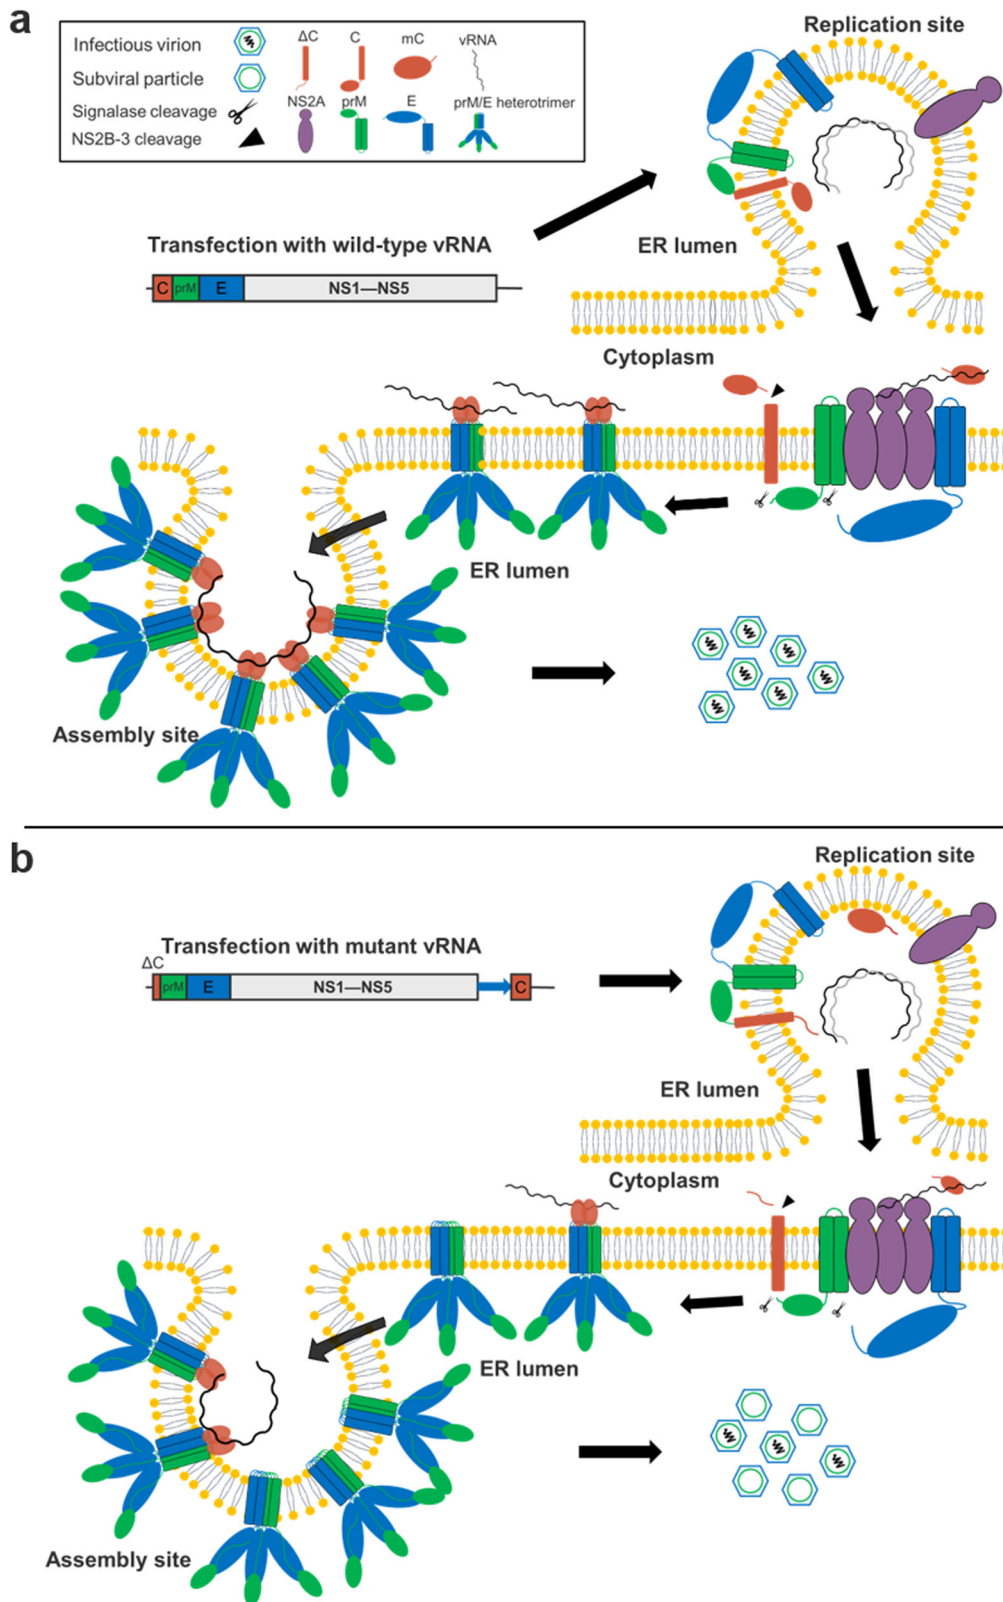 a
Infectious virion
Subviral particle
Signalase cleavage
NS2B-3 cleavage
ΔC C mC vRNA
NS2A prM E prM/E heterotrimer
Replication site
ER lumen
Transfection with wild-type vRNA
C prM E NS1—NS5
Cytoplasm
ER lumen
Assembly site
b
Replication site
Transfection with mutant vRNA
ΔC
prM E NS1—NS5 C
ER lumen
Cytoplasm
ER lumen
Assembly site